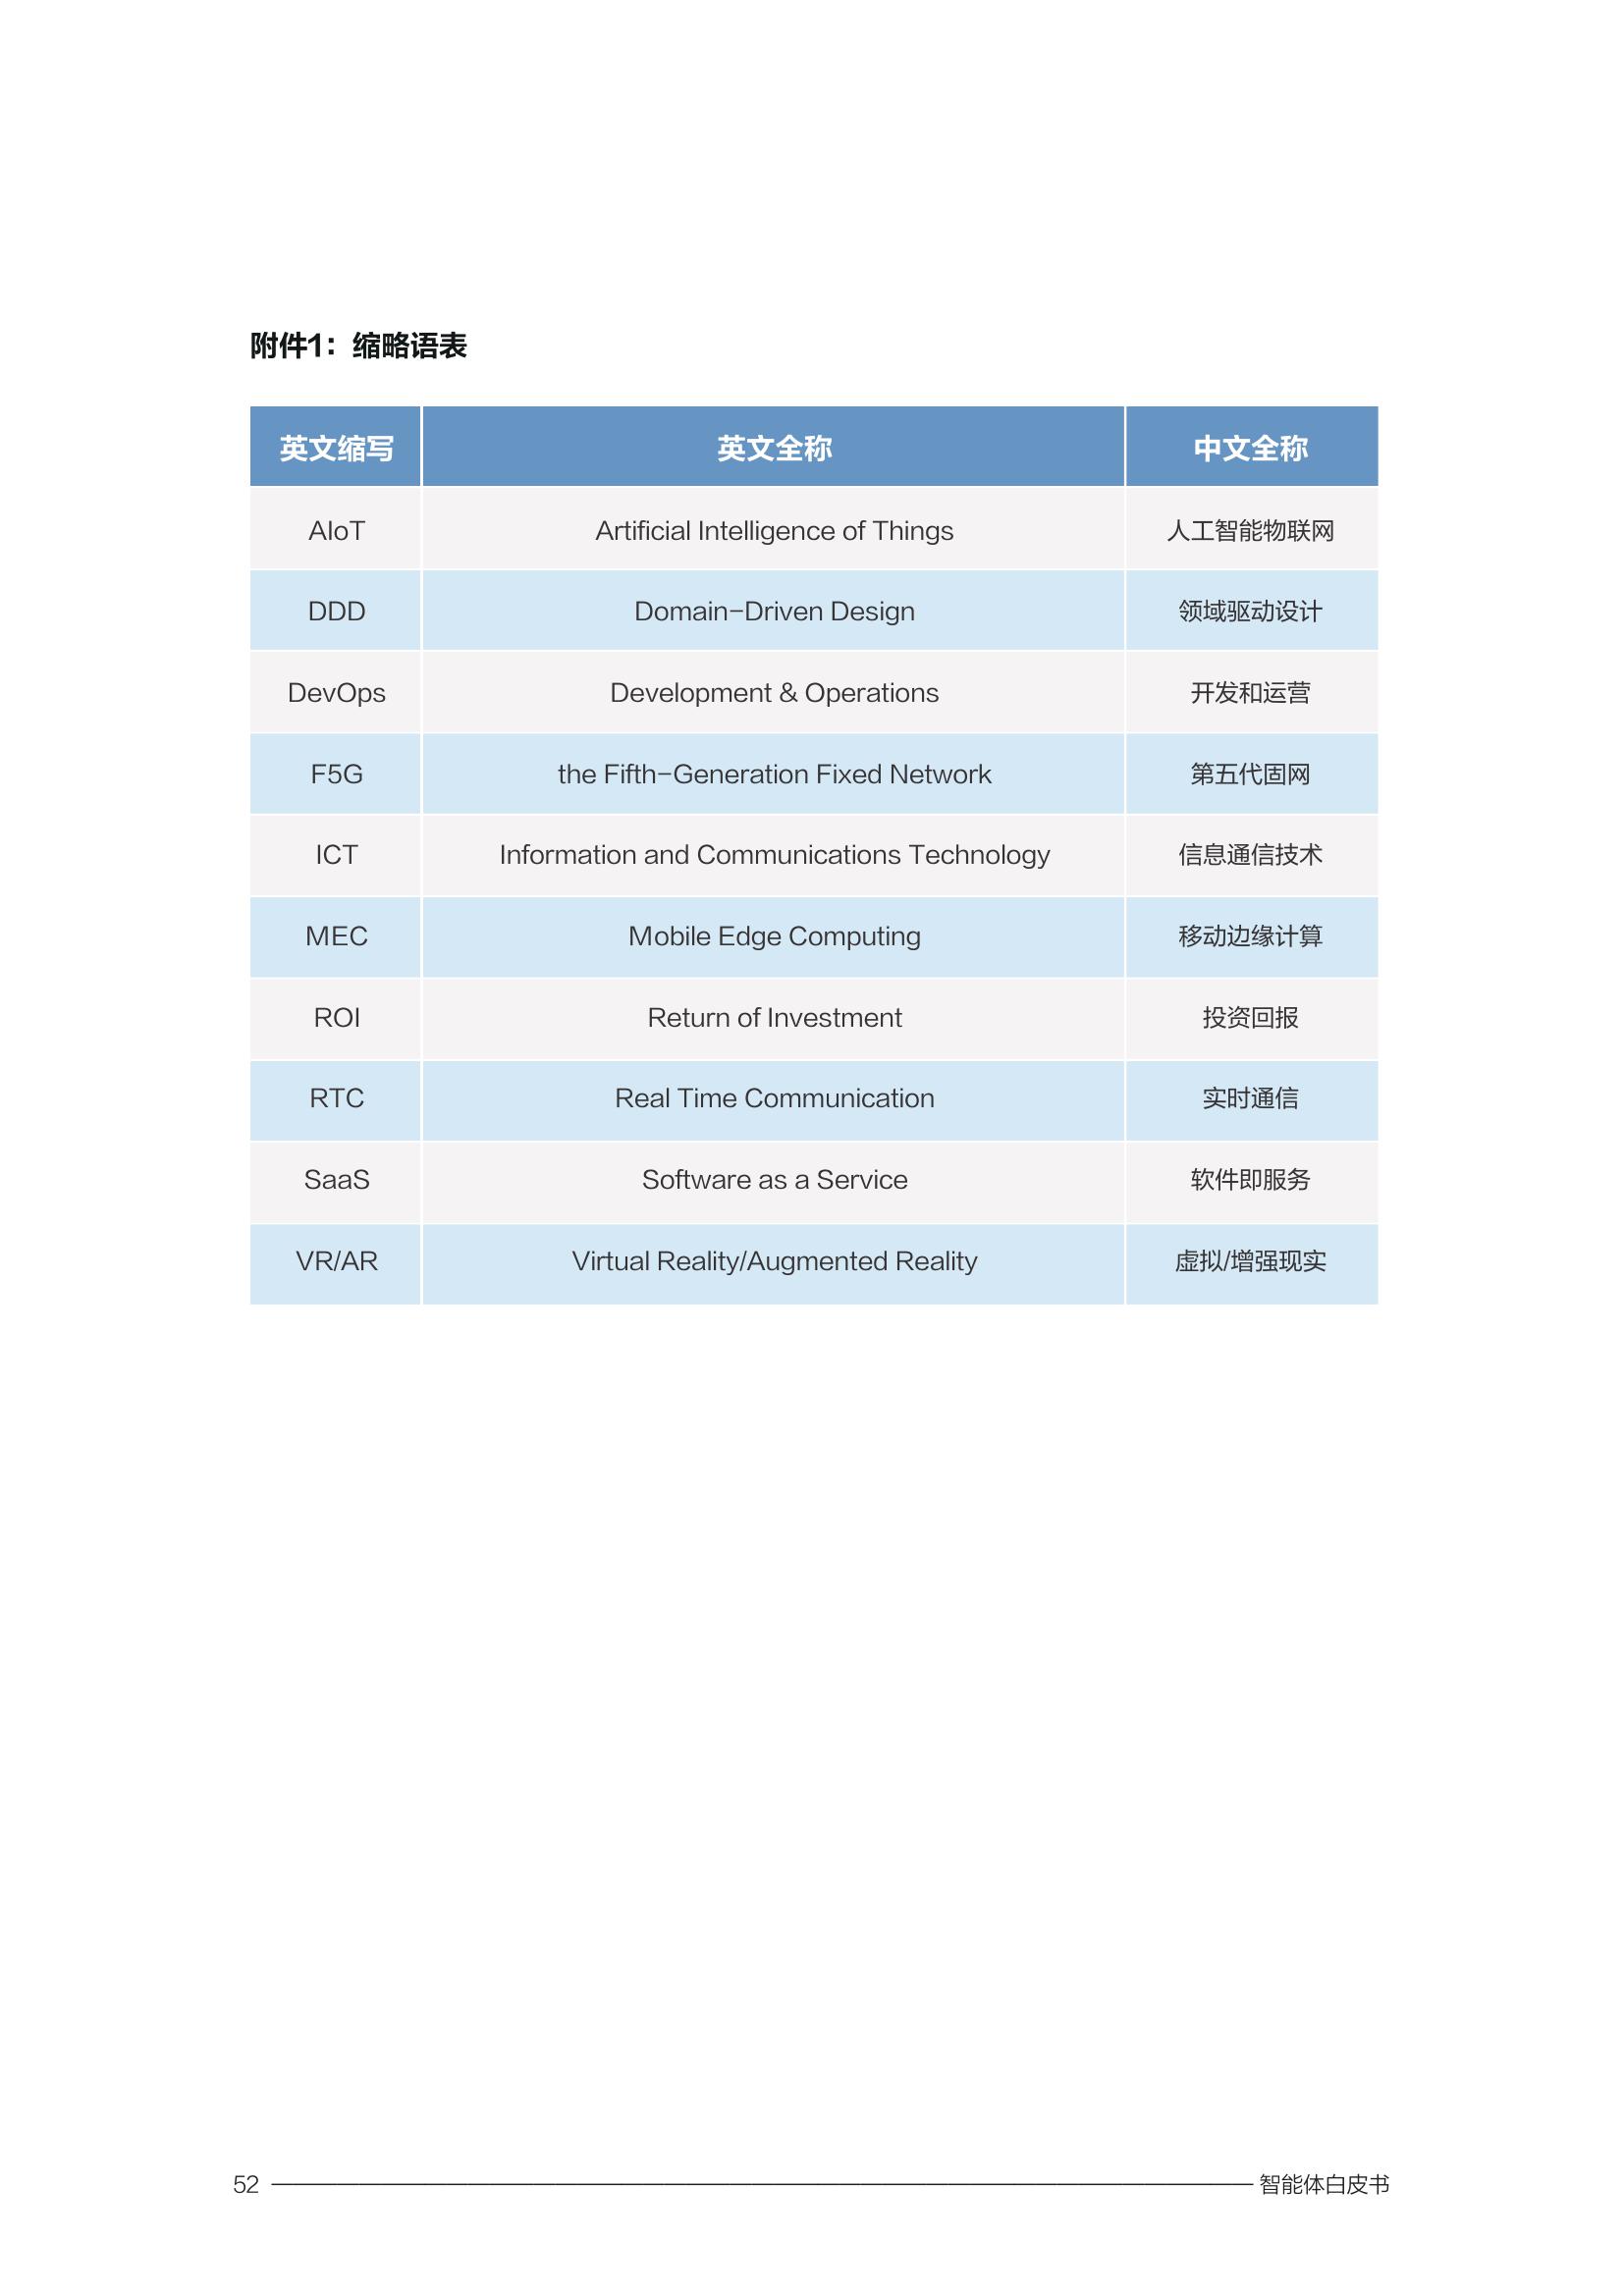 附件1：缩略语表
英文缩写 英文全称 中文全称
AIoT Artificial Intelligence of Things 人工智能物联网
DDD Domain-Driven Design 领域驱动设计
DevOps Development & Operations 开发和运营
F5G the Fifth-Generation Fixed Network 第五代固网
ICT Information and Communications Technology 信息通信技术
MEC Mobile Edge Computing 移动边缘计算
ROI Return of Investment 投资回报
RTC Real Time Communication 实时通信
SaaS Software as a Service 软件即服务
VR/AR Virtual Reality/Augmented Reality 虚拟/增强现实
52 智能体白皮书